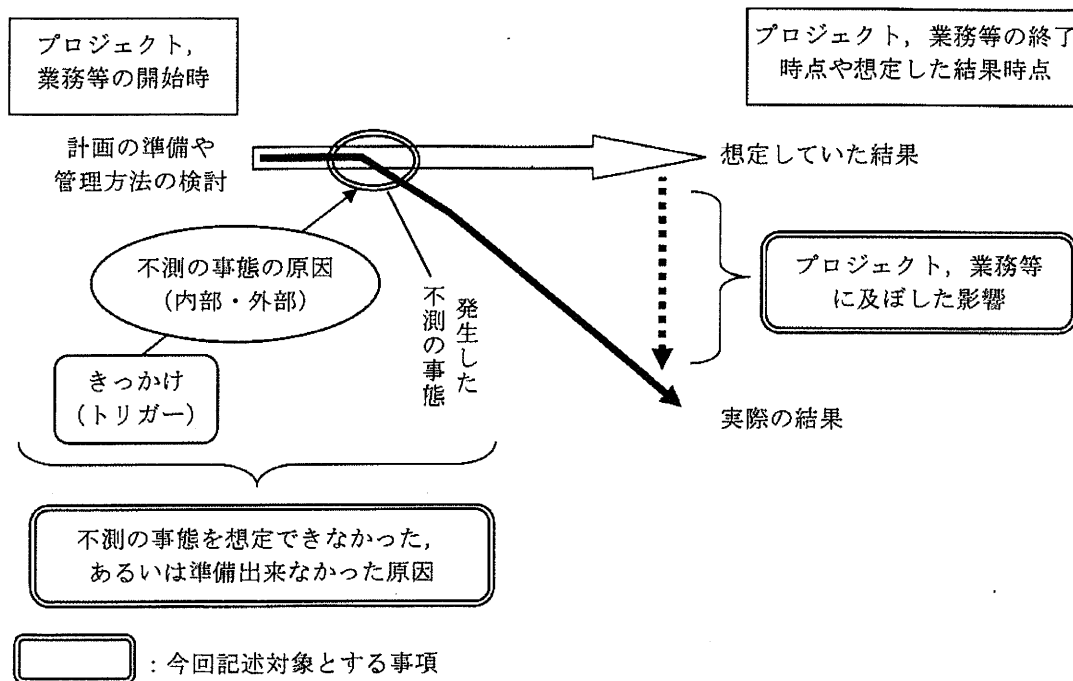 プロジェクト，
業務等の開始時
プロジェクト，業務等の終了
時点や想定した結果時点
計画の準備や
管理方法の検討
想定していた結果
不測の事態の原因
（内部・外部）
発生した
不測の事態
プロジェクト，業務等
に及ぼした影響
きっかけ
（トリガー）
実際の結果
不測の事態を想定できなかった，
あるいは準備出来なかった原因
：今回記述対象とする事項